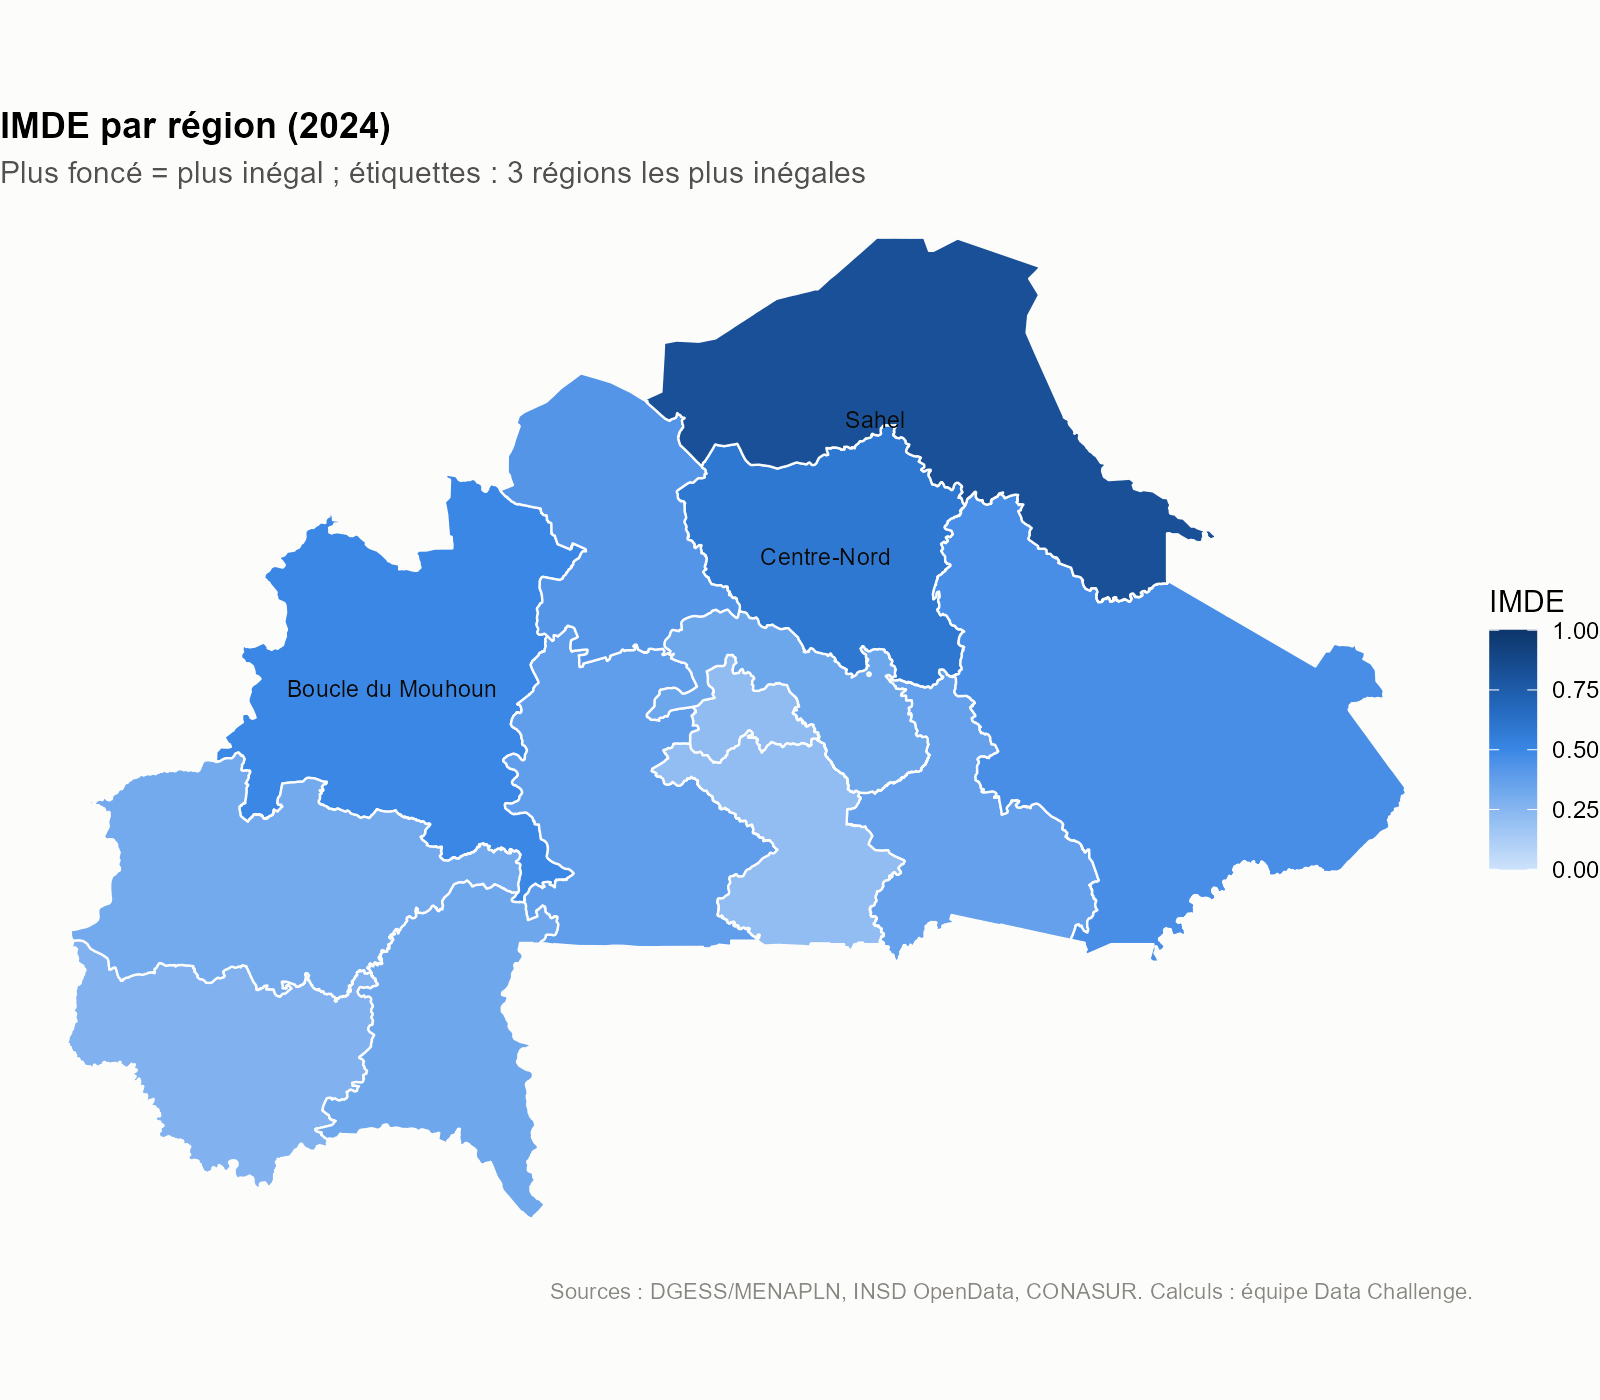 IMDE par région (2024)
Plus foncé = plus inégal ; étiquettes : 3 régions les plus inégales
Sahel
Centre-Nord
Boucle du Mouhoun
IMDE
1.00
0.75
0.50
0.25
0.00
Sources : DGESS/MENAPLN, INSD OpenData, CONASUR. Calculs : équipe Data Challenge.